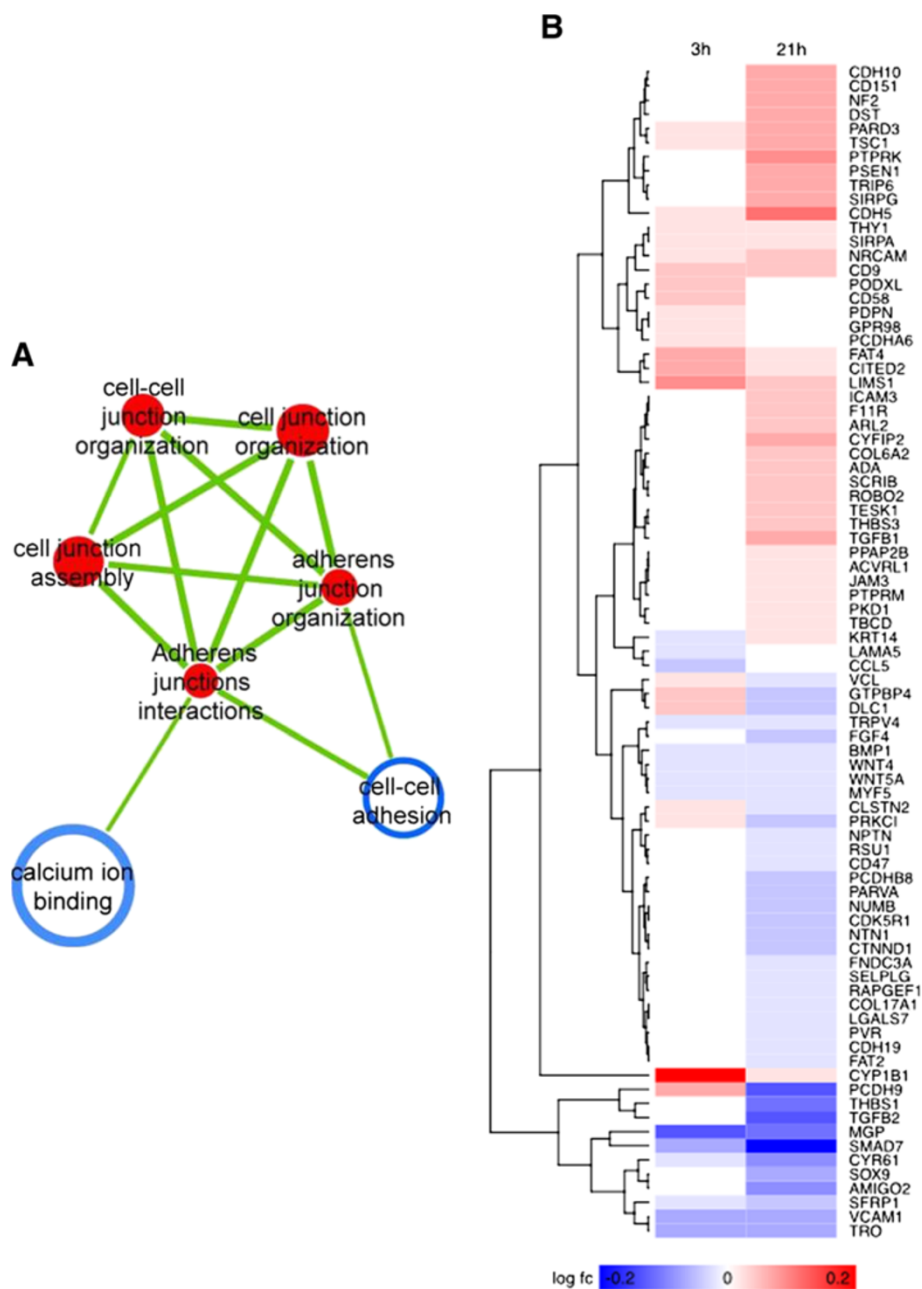 A
cell-cell
junction
organization
cell junction
organization
cell junction
assembly
adherens
junction
organization
Adherens
junctions
interactions
cell-cell
adhesion
calcium ion
binding
B
3h 21h
CDH10
CD151
NF2
DST
PARD3
TSC1
PTPRK
PSEN1
TRIP6
SIRPG
CDH5
THY1
SIRPA
NRCAM
CD9
PODXL
CD58
PDPN
GPR98
PCDHA6
FAT4
CITED2
LIMS1
ICAM3
F11R
ARL2
CYFIP2
COL6A2
ADA
SCRIB
ROBO2
TESK1
THBS3
TGFB1
PPAP2B
ACVRL1
JAM3
PTPRM
PKD1
TBCD
KRT14
LAMA5
CCL5
VCL
GTPBP4
DLC1
TRPV4
FGF4
BMP1
WNT4
WNT5A
MYF5
CLSTN2
PRKCI
NPTN
RSU1
CD47
PCDHB8
PARVA
NUMB
CDK5R1
NTN1
CTNND1
FNDC3A
SELPLG
RAPGEF1
COL17A1
LGALS7
PVR
CDH19
FAT2
CYP1B1
PCDH9
THBS1
TGFB2
MGP
SMAD7
CYR61
SOX9
AMIGO2
SFRP1
VCAM1
TRO
log fc -0.2 0 0.2